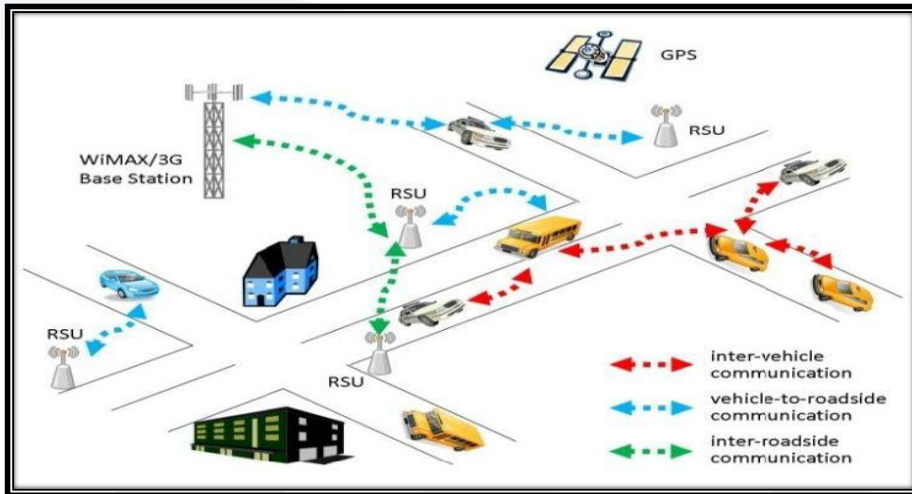 GPS
RSU
WiMAX/3G
Base Station
RSU
RSU
RSU
inter-vehicle
communication
vehicle-to-roadside
communication
inter-roadside
communication